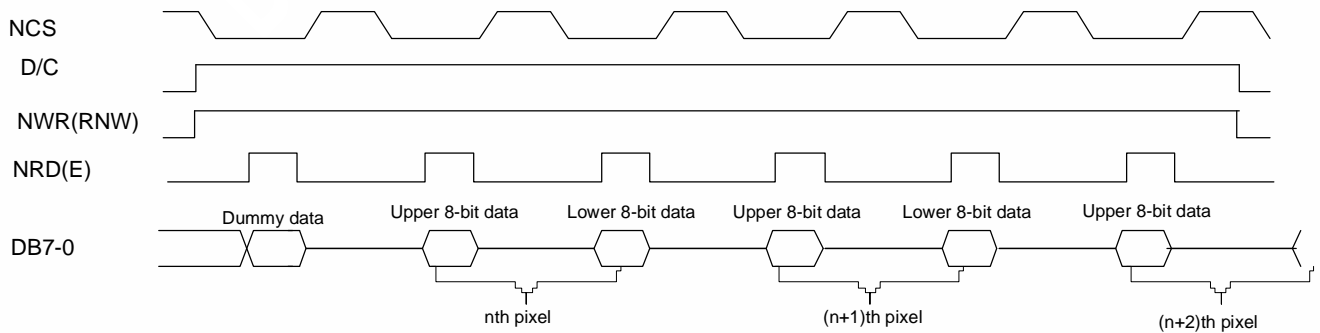 NCS
D/C
NWR(RNW)
NRD(E)
Dummy data
Upper 8-bit data
Lower 8-bit data
Upper 8-bit data
Lower 8-bit data
Upper 8-bit data
DB7-0
nth pixel
(n+1)th pixel
(n+2)th pixel